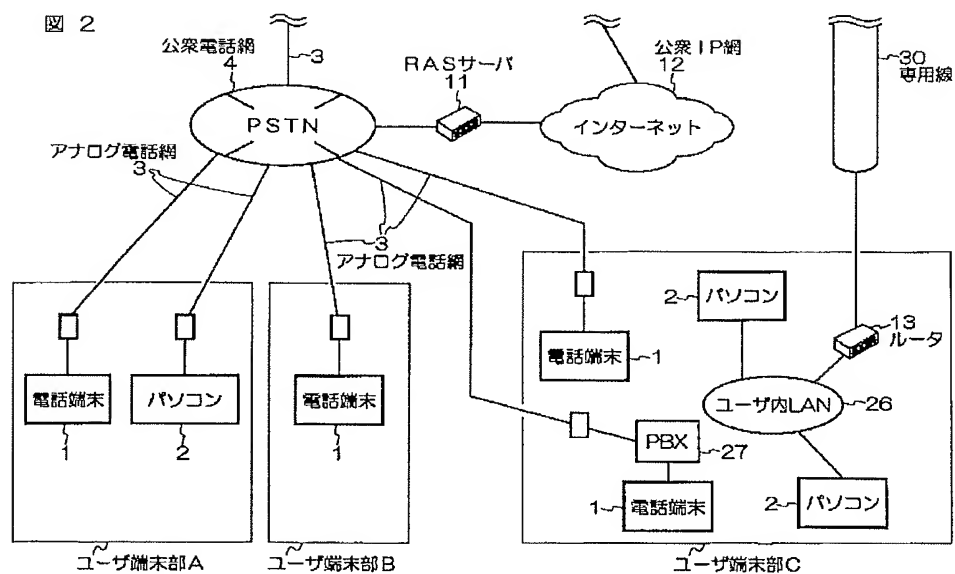 図 2
公衆電話網
4
3
RASサーバ
11
公衆IP網
12
30
専用線
PSTN
インターネット
アナログ電話網
3
3
3
アナログ電話網
2
パソコン
13
ルータ
電話端末
1
ユーザ内LAN
26
電話端末
パソコン
電話端末
PBX
27
1
2
1
1
電話端末
2
パソコン
ユーザ端末部A
ユーザ端末部B
ユーザ端末部C